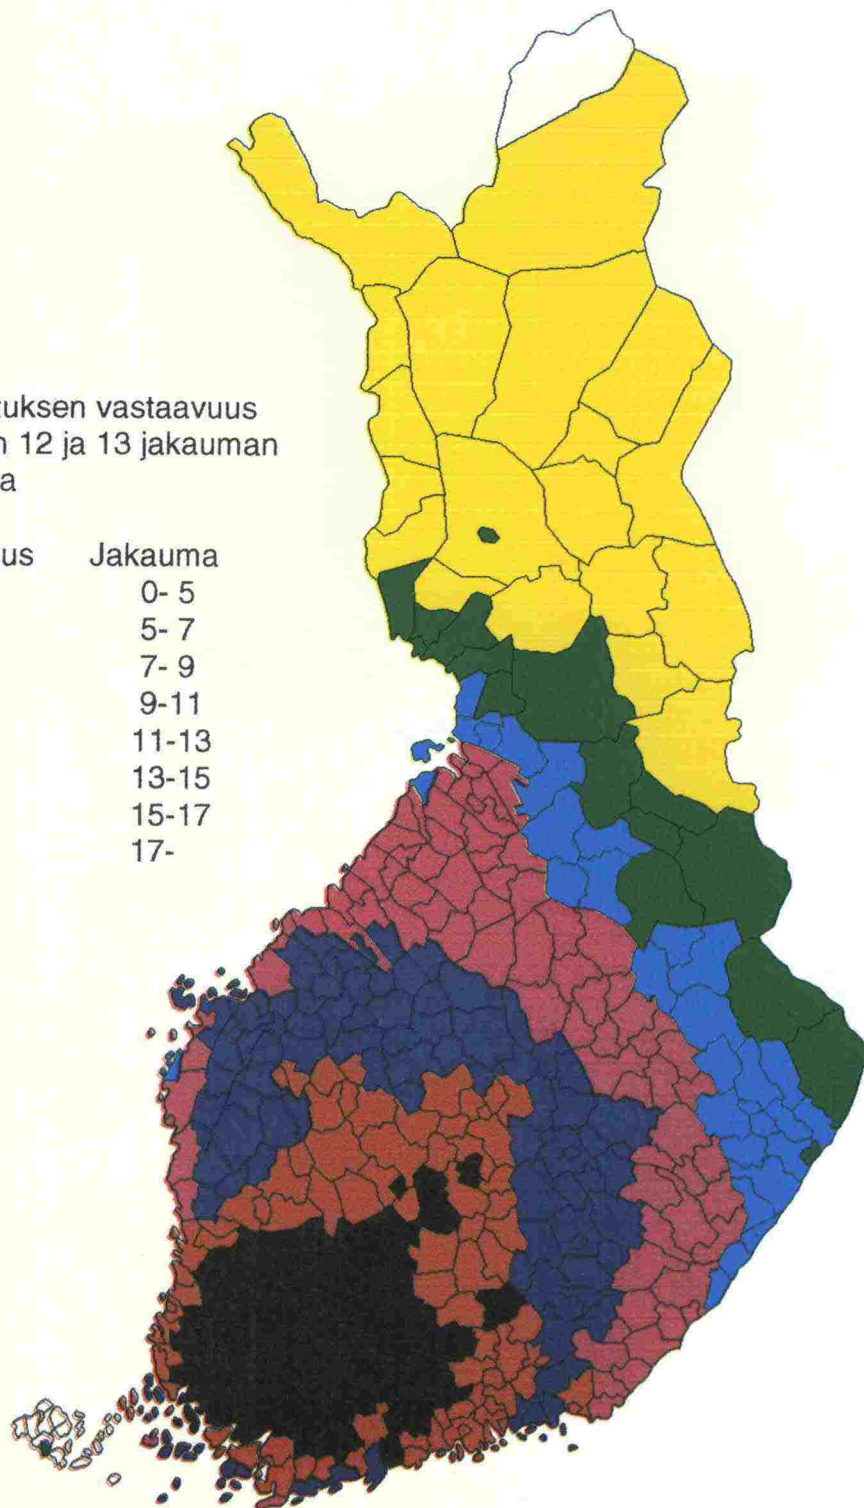 tuksen vastaavuus
n 12 ja 13 jakauman
a
us Jakauma
0- 5
5- 7
7- 9
9-11
11-13
13-15
15-17
17-